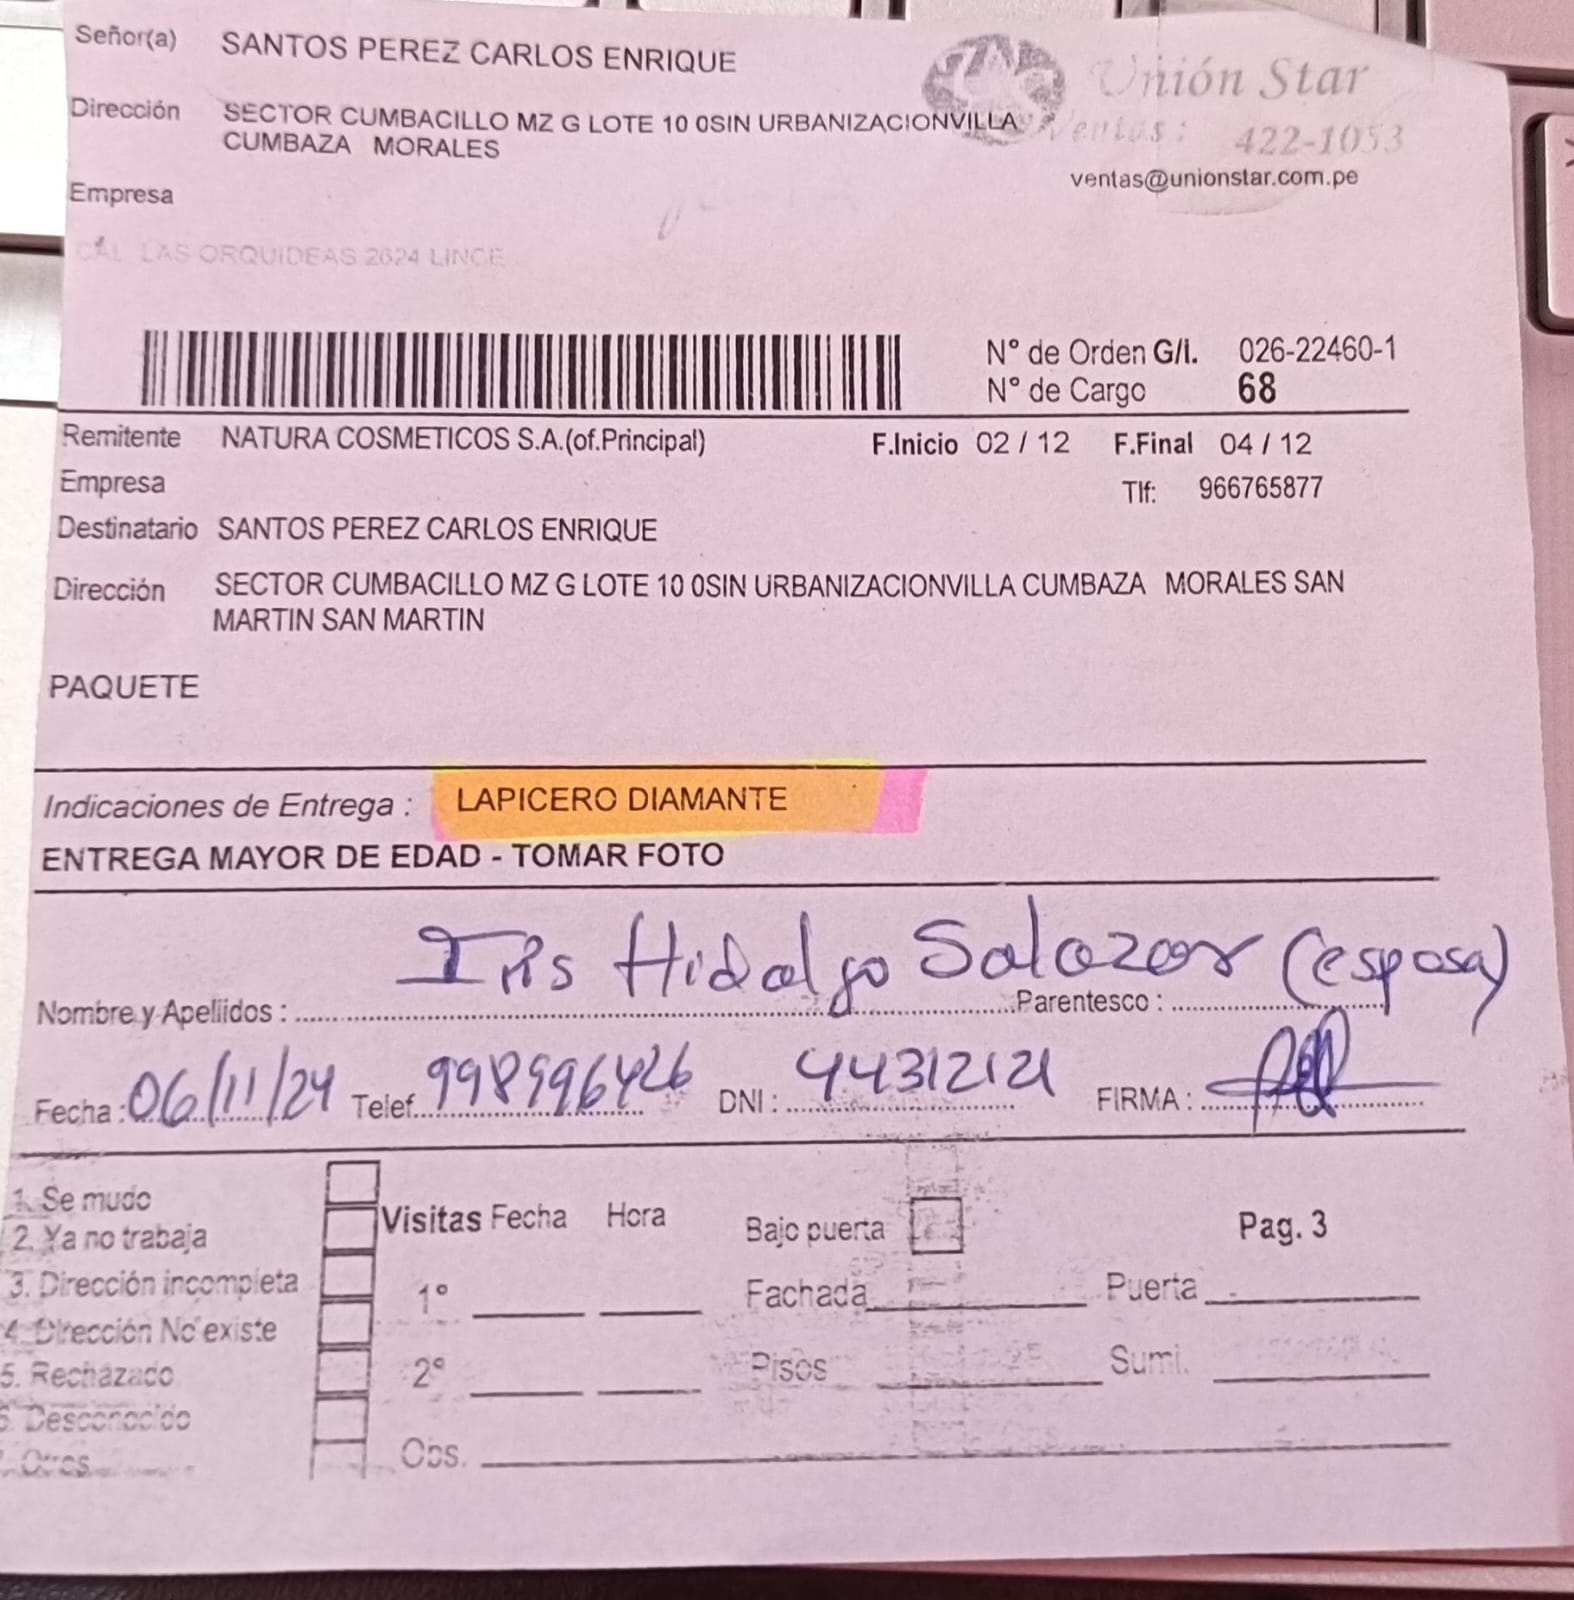 Señor(a) SANTOS PEREZ CARLOS ENRIQUE
Unión Star
Dirección SECTOR CUMBACILLO MZ G LOTE 10 0SIN URBANIZACIONVILLA
CUMBAZA MORALES
Ventas: 422-1053
ventas@unionstar.com.pe
Empresa
CAL LAS ORQUIDEAS 2624 LINCE
N° de Orden G/I. 026-22460-1
N° de Cargo 68
Remitente NATURA COSMETICOS S.A.(of.Principal) F.Inicio 02 / 12 F.Final 04 / 12
Empresa Tlf: 966765877
Destinatario SANTOS PEREZ CARLOS ENRIQUE
Dirección SECTOR CUMBACILLO MZ G LOTE 10 0SIN URBANIZACIONVILLA CUMBAZA MORALES SAN
MARTIN SAN MARTIN
PAQUETE
Indicaciones de Entrega : LAPICERO DIAMANTE
ENTREGA MAYOR DE EDAD - TOMAR FOTO
Nombre y Apellidos : Iris Hidalgo Salazar Parentesco : (esposa)
Fecha : 06/11/24 Telef. 998996426 DNI : 44312121 FIRMA :
1. Se mudo
2. Ya no trabaja
3. Dirección incompleta
4. Dirección No existe
5. Rechazado
6. Desconocido
7. Otros
Visitas Fecha Hora Bajo puerta Pag. 3
1° Fachada Puerta
2° Pisos Sumi.
Obs.